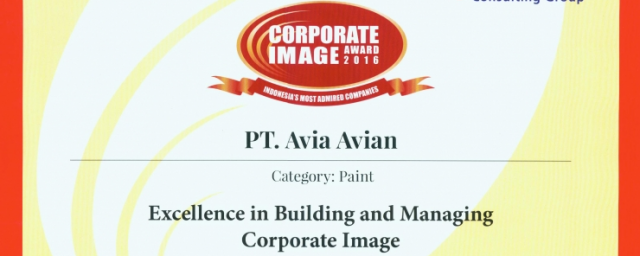 Consulting Group
CORPORATE
IMAGE AWARD
2016
INDONESIA'S MOST ADMIRED COMPANIES
PT. Avia Avian
Category: Paint
Excellence in Building and Managing
Corporate Image